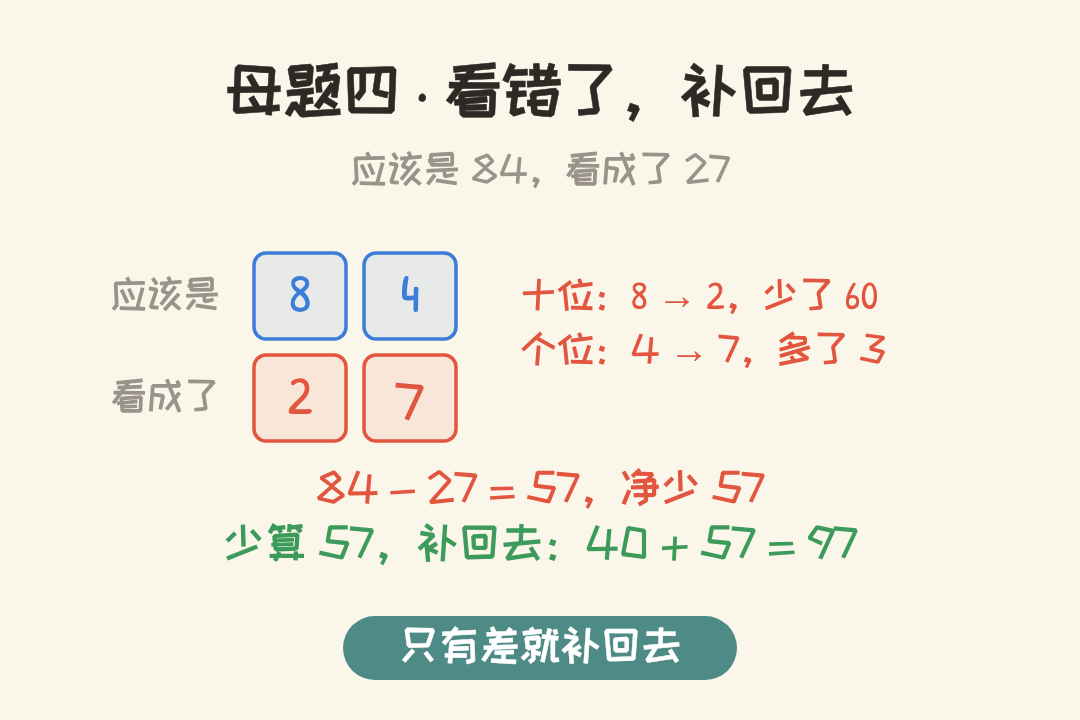 母题四·看错了，补回去
应该是 84，看成了 27
应该是 8 4
十位：8 → 2，少了 60
个位：4 → 7，多了 3
看成了 2 7
84 − 27 = 57，净少 57
少算 57，补回去：40 + 57 = 97
只有差就补回去